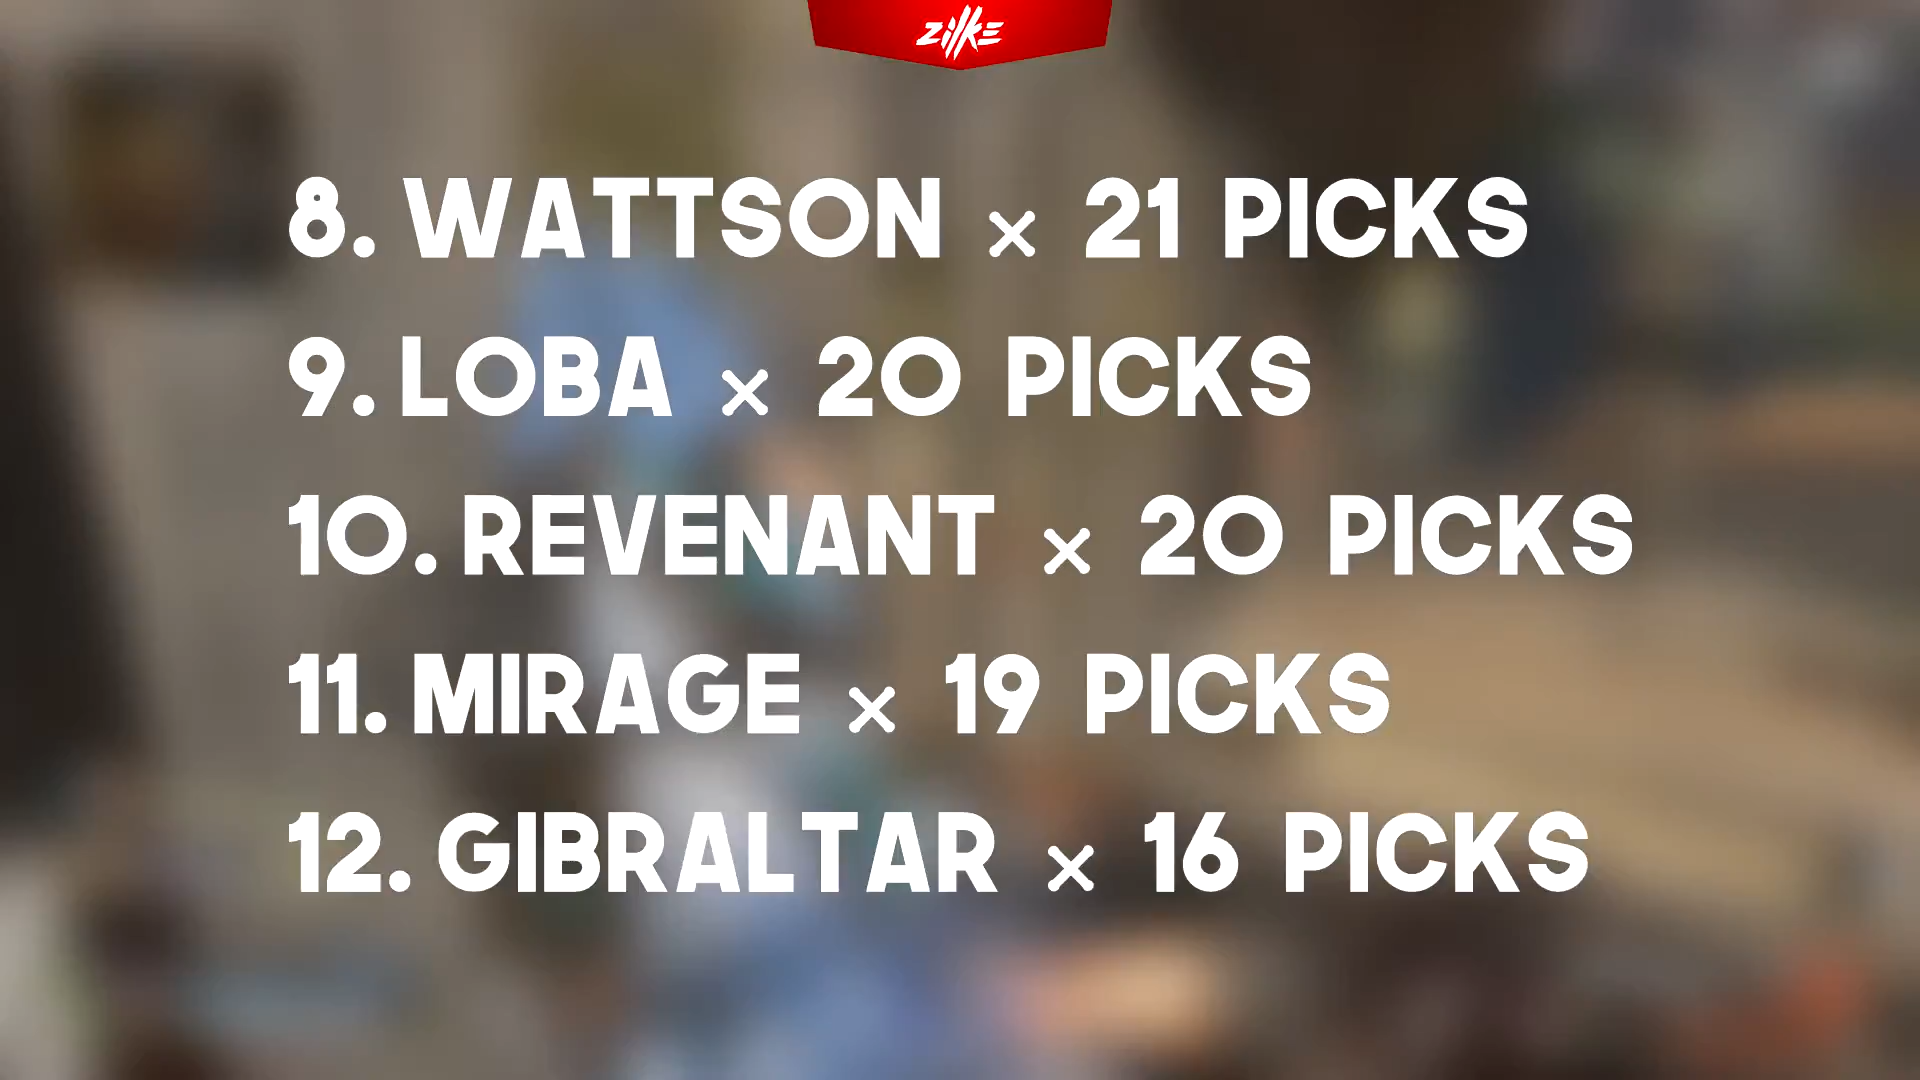 ZilKE
8. WATTSON × 21 PICKS
9. LOBA × 20 PICKS
10. REVENANT × 20 PICKS
11. MIRAGE × 19 PICKS
12. GIBRALTAR × 16 PICKS